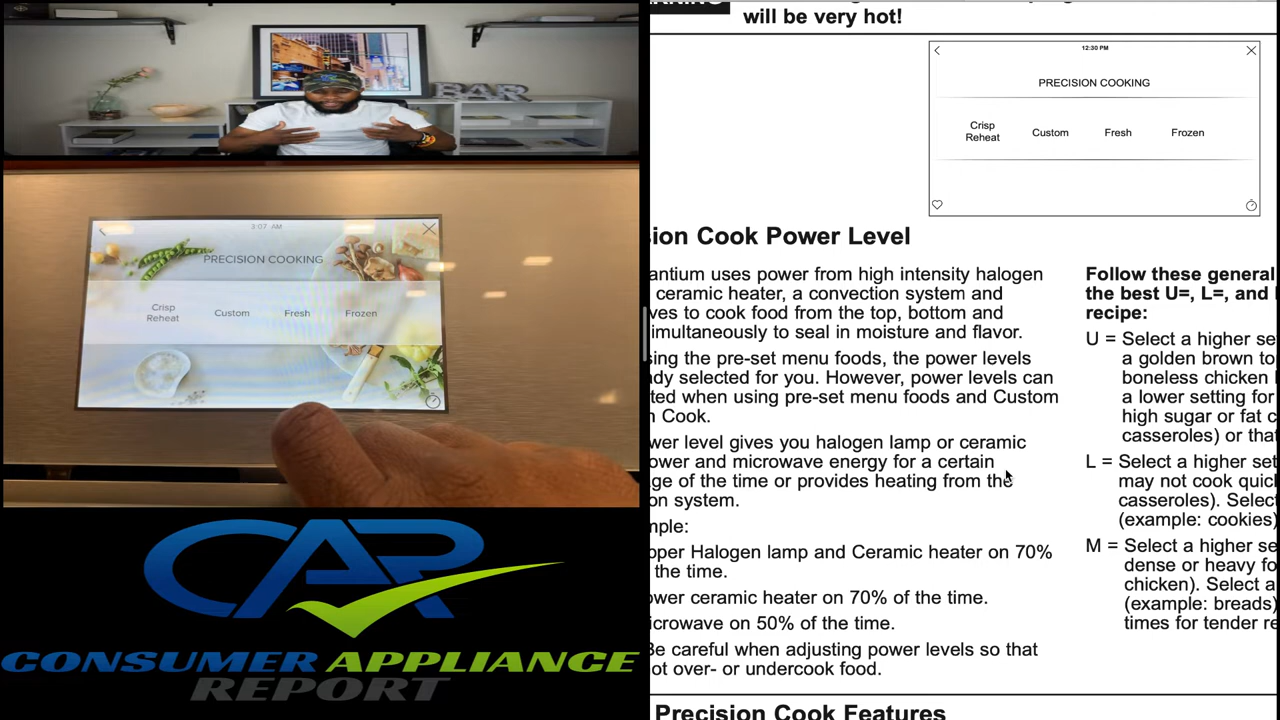 BAR
3:07 AM
PRECISION COOKING
Crisp
Reheat
Custom
Fresh
Frozen
CAR
CONSUMER APPLIANCE
REPORT
will be very hot!
12:30 PM
PRECISION COOKING
Crisp
Reheat
Custom
Fresh
Frozen
sion Cook Power Level
antium uses power from high intensity halogen
ceramic heater, a convection system and
ves to cook food from the top, bottom and
imultaneously to seal in moisture and flavor.
sing the pre-set menu foods, the power levels
dy selected for you. However, power levels can
ted when using pre-set menu foods and Custom
n Cook.
wer level gives you halogen lamp or ceramic
ower and microwave energy for a certain
ge of the time or provides heating from the
on system.
mple:
pper Halogen lamp and Ceramic heater on 70%
the time.
ower ceramic heater on 70% of the time.
icrowave on 50% of the time.
Be careful when adjusting power levels so that
ot over- or undercook food.
Follow these general
the best U=, L=, and
recipe:
U = Select a higher se
a golden brown to
boneless chicken
a lower setting for
high sugar or fat c
casseroles) or that
L = Select a higher set
may not cook quic
casseroles). Select
(example: cookies)
M = Select a higher se
dense or heavy fo
chicken). Select a
(example: breads)
times for tender re
Precision Cook Features